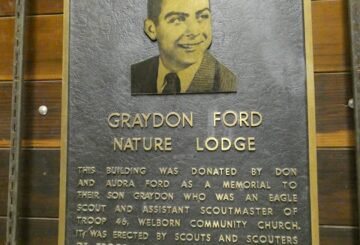 GRAYDON FORD
NATURE LODGE
THIS BUILDING WAS DONATED BY DON
AND AUDRA FORD AS A MEMORIAL TO
THEIR SON GRAYDON WHO WAS AN EAGLE
SCOUT AND ASSISTANT SCOUTMASTER OF
TROOP 48, WELBORN COMMUNITY CHURCH.
IT WAS ERECTED BY SCOUTS AND SCOUTERS
OF